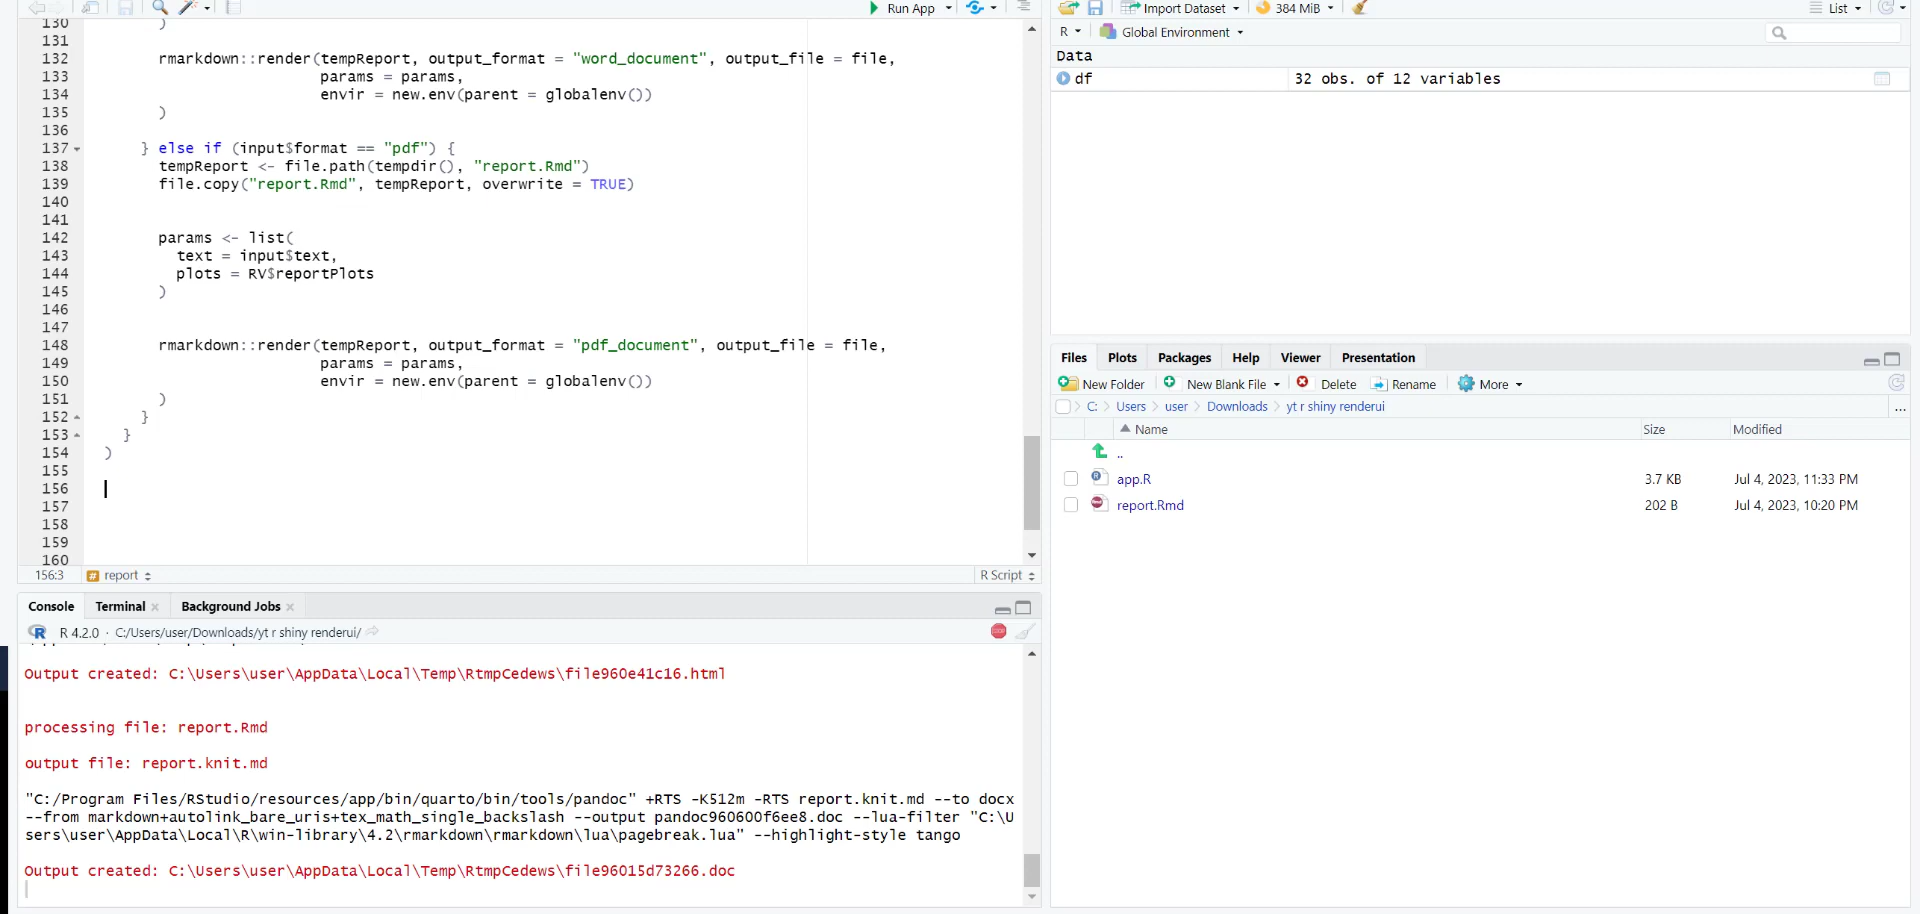 Run App
130 )
131
132 rmarkdown::render(tempReport, output_format = "word_document", output_file = file,
133 params = params,
134 envir = new.env(parent = globalenv())
135 )
136
137 } else if (input$format == "pdf") {
138 tempReport <- file.path(tempdir(), "report.Rmd")
139 file.copy("report.Rmd", tempReport, overwrite = TRUE)
140
141
142 params <- list(
143 text = input$text,
144 plots = RV$reportPlots
145 )
146
147
148 rmarkdown::render(tempReport, output_format = "pdf_document", output_file = file,
149 params = params,
150 envir = new.env(parent = globalenv())
151 )
152 }
153 }
154 )
155
156
157
158
159
160
156:3 report R Script
Console Terminal Background Jobs
R 4.2.0 · C:/Users/user/Downloads/yt r shiny renderui/
Output created: C:\Users\user\AppData\Local\Temp\RtmpCedews\file960e41c16.html
processing file: report.Rmd
output file: report.knit.md
"C:/Program Files/RStudio/resources/app/bin/quarto/bin/tools/pandoc" +RTS -K512m -RTS report.knit.md --to docx
--from markdown+autolink_bare_uris+tex_math_single_backslash --output pandoc960600f6ee8.doc --lua-filter "C:\U
sers\user\AppData\Local\R\win-library\4.2\rmarkdown\rmarkdown\lua\pagebreak.lua" --highlight-style tango
Output created: C:\Users\user\AppData\Local\Temp\RtmpCedews\file96015d73266.doc
Import Dataset 384 MiB List
R Global Environment
Data
df 32 obs. of 12 variables
Files Plots Packages Help Viewer Presentation
New Folder New Blank File Delete Rename More
C: Users user Downloads yt r shiny renderui ...
Name Size Modified
..
app.R 3.7 KB Jul 4, 2023, 11:33 PM
report.Rmd 202 B Jul 4, 2023, 10:20 PM